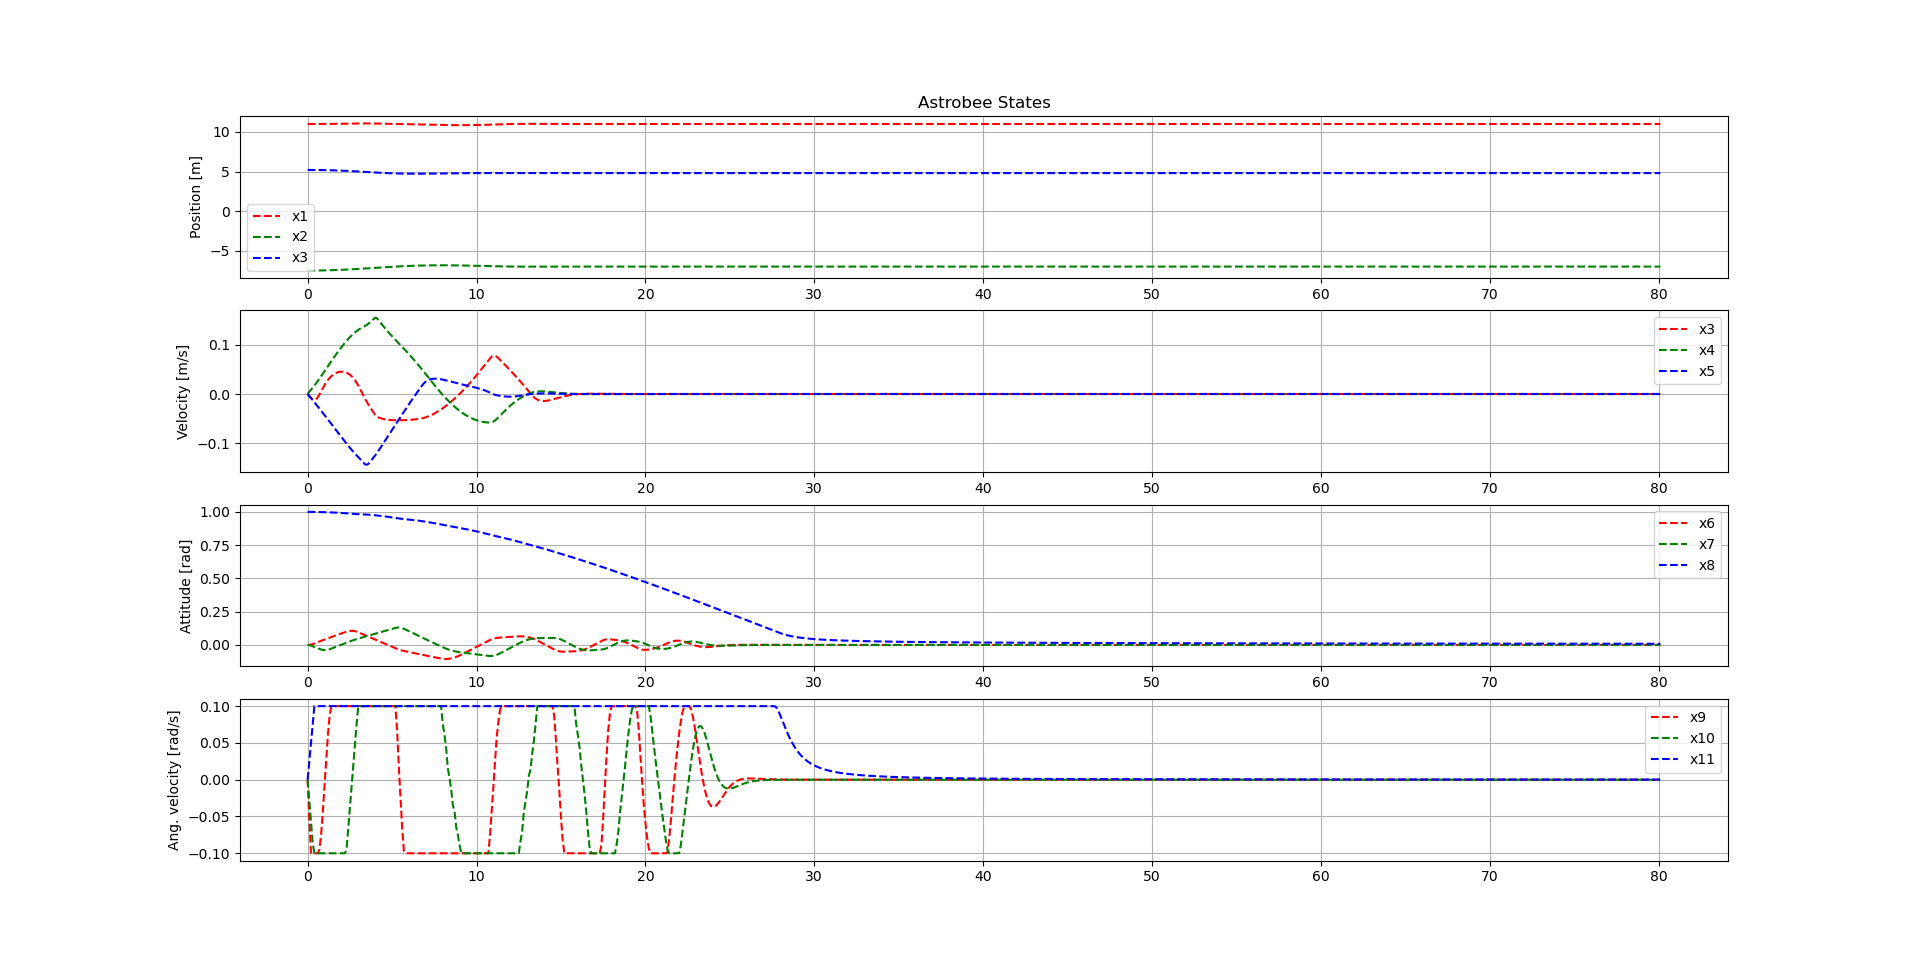 Astrobee States
Position [m]
10
5
0
−5
x1
x2
x3
0 10 20 30 40 50 60 70 80
Velocity [m/s]
0.1
0.0
−0.1
x3
x4
x5
0 10 20 30 40 50 60 70 80
Attitude [rad]
1.00
0.75
0.50
0.25
0.00
x6
x7
x8
0 10 20 30 40 50 60 70 80
Ang. velocity [rad/s]
0.10
0.05
0.00
−0.05
−0.10
x9
x10
x11
0 10 20 30 40 50 60 70 80